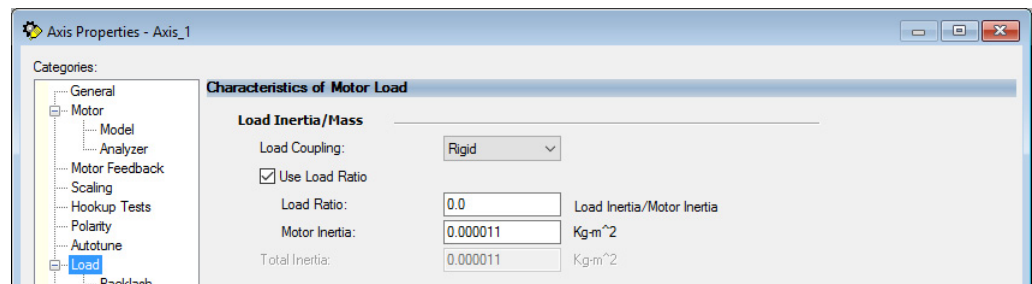 Axis Properties - Axis_1
Categories:
General
Motor
Model
Analyzer
Motor Feedback
Scaling
Hookup Tests
Polarity
Autotune
Load
Backlash
Characteristics of Motor Load
Load Inertia/Mass
Load Coupling: Rigid
Use Load Ratio
Load Ratio: 0.0 Load Inertia/Motor Inertia
Motor Inertia: 0.000011 Kg-m^2
Total Inertia: 0.000011 Kg-m^2